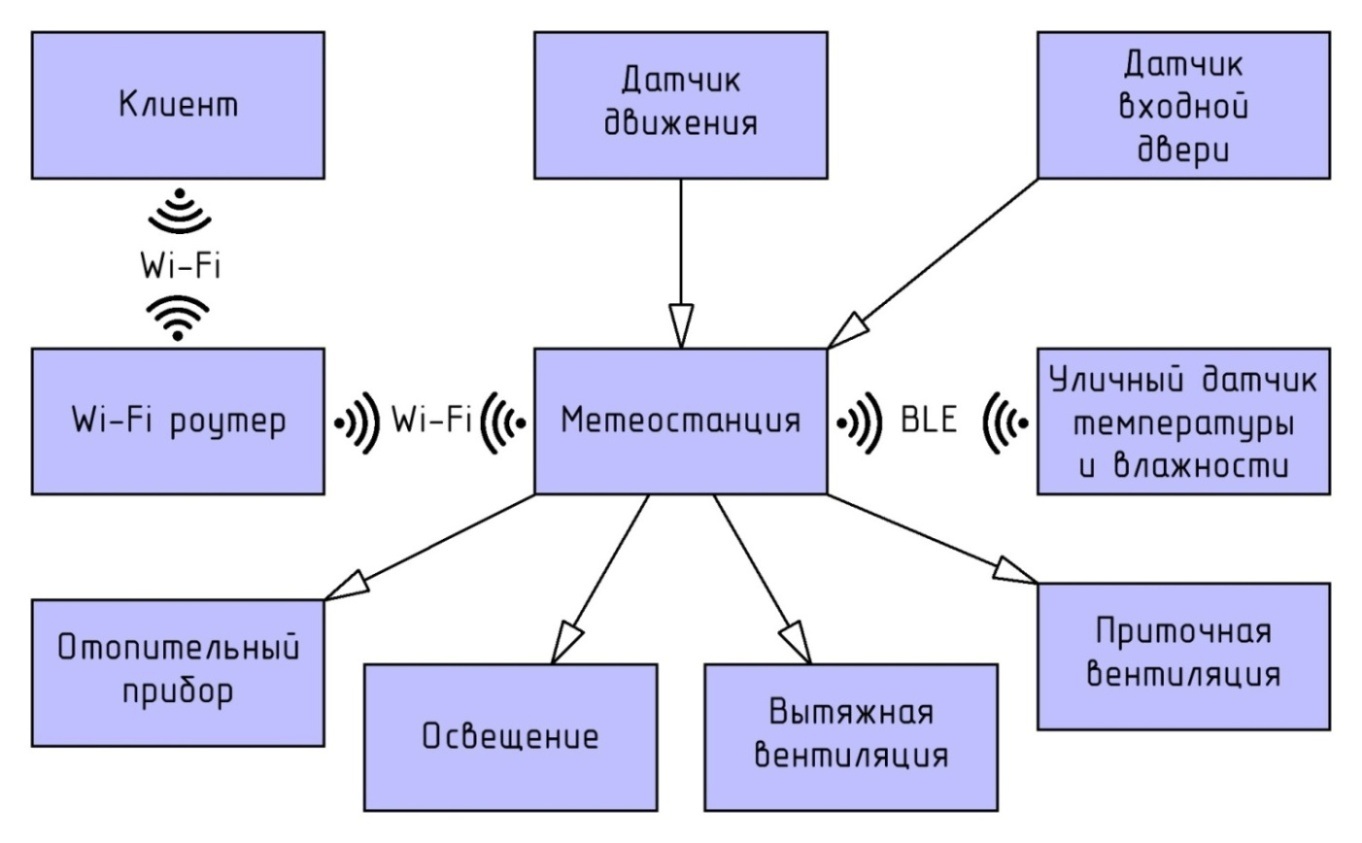 Клиент
Датчик
движения
Датчик
входной
двери
Wi-Fi
Wi-Fi роутер
Wi-Fi
Метеостанция
BLE
Уличный датчик
температуры
и влажности
Отопительный
прибор
Освещение
Вытяжная
вентиляция
Приточная
вентиляция